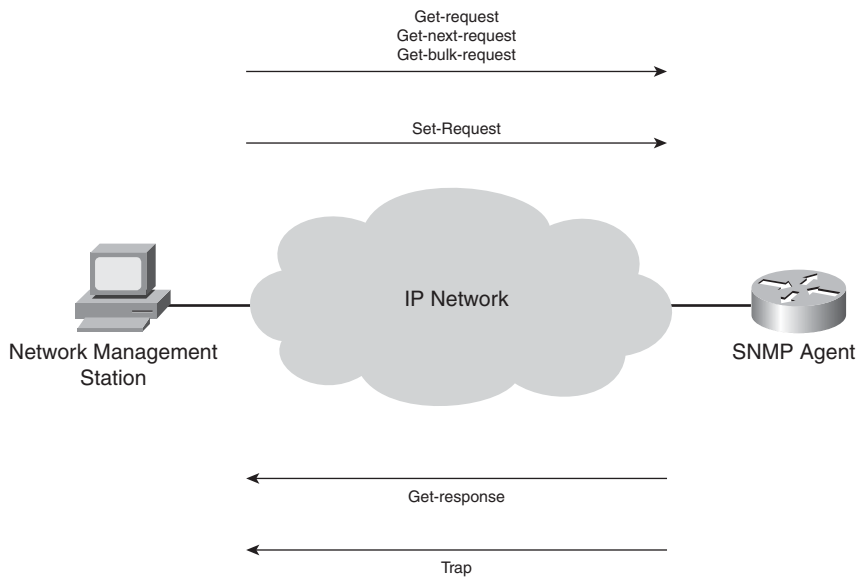 Get-request
Get-next-request
Get-bulk-request
Set-Request
IP Network
Network Management
Station
SNMP Agent
Get-response
Trap